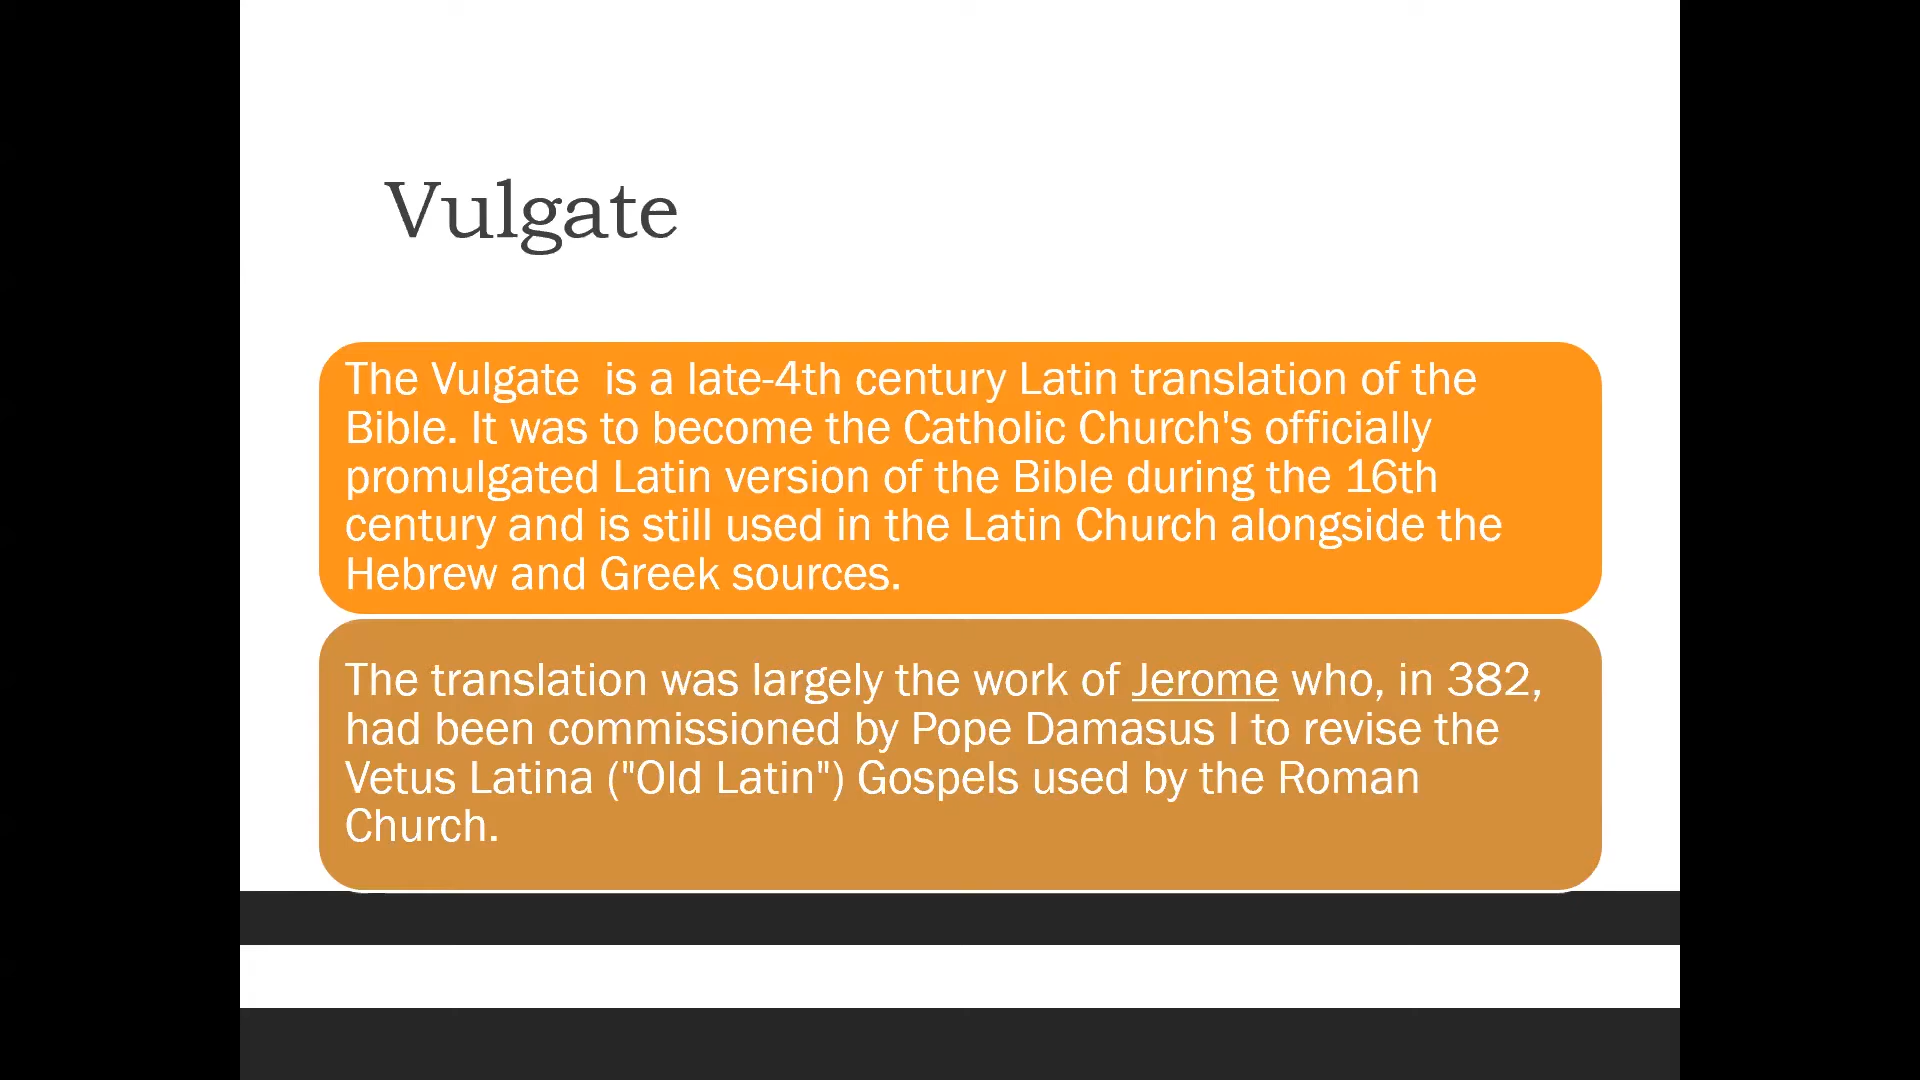 Vulgate
The Vulgate  is a late-4th century Latin translation of the
Bible. It was to become the Catholic Church's officially
promulgated Latin version of the Bible during the 16th
century and is still used in the Latin Church alongside the
Hebrew and Greek sources.
The translation was largely the work of Jerome who, in 382,
had been commissioned by Pope Damasus I to revise the
Vetus Latina ("Old Latin") Gospels used by the Roman
Church.